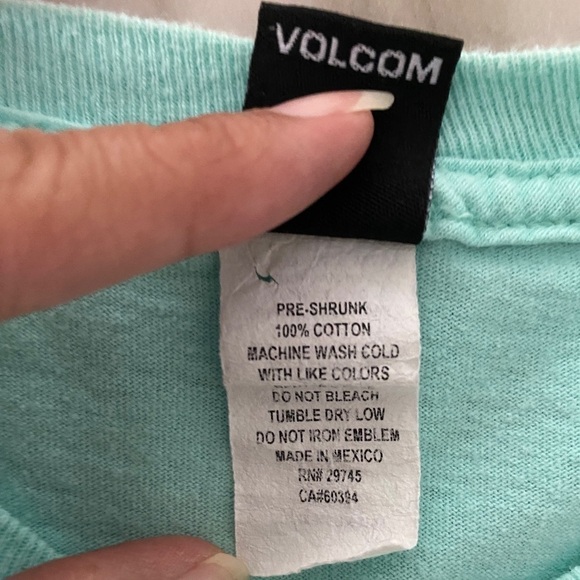 VOLCOM
PRE-SHRUNK
100% COTTON
MACHINE WASH COLD
WITH LIKE COLORS
DO NOT BLEACH
TUMBLE DRY LOW
DO NOT IRON EMBLEM
MADE IN MEXICO
RN# 29745
CA#60394